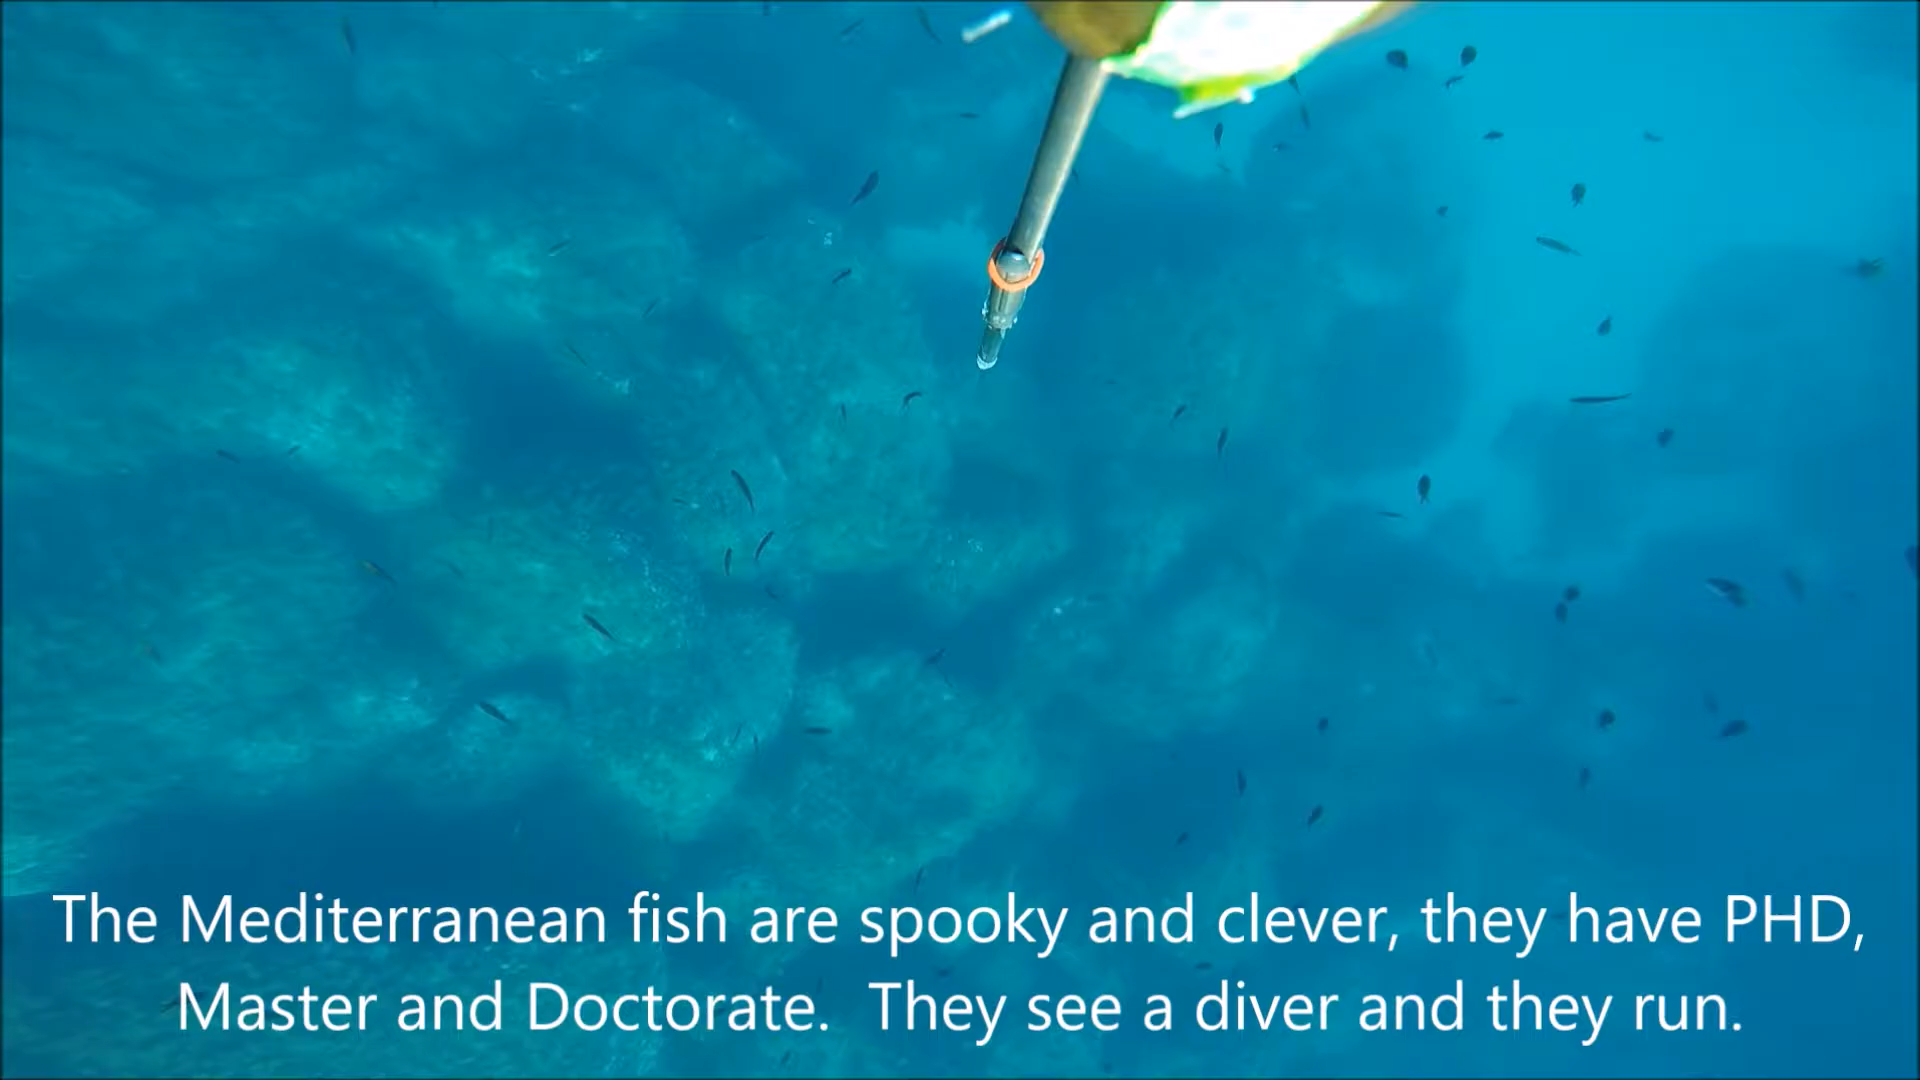 The Mediterranean fish are spooky and clever, they have PHD,
Master and Doctorate.  They see a diver and they run.